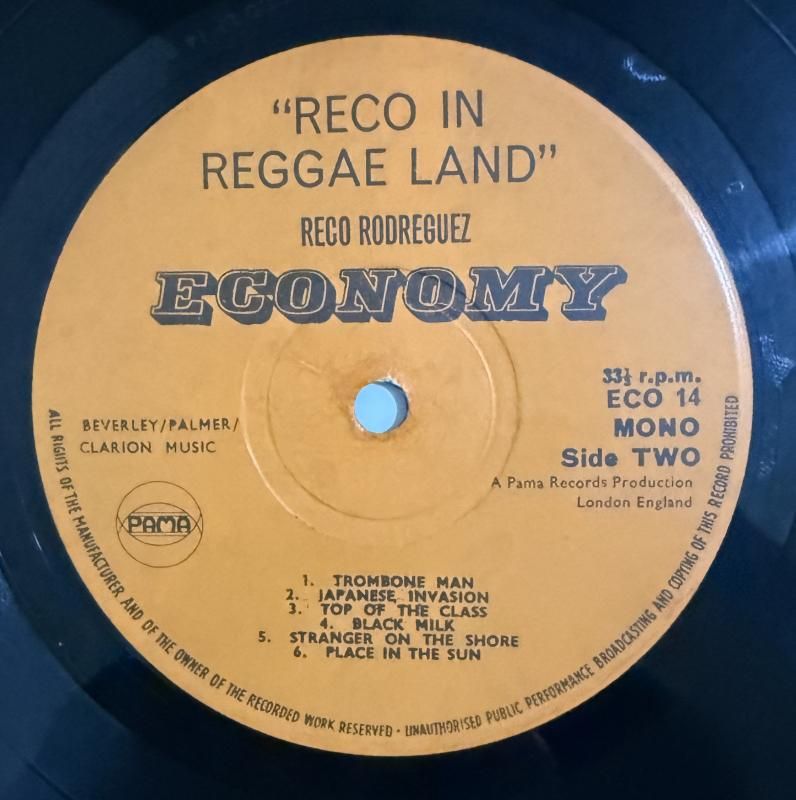 “RECO IN
REGGAE LAND”
RECO RODREGUEZ
ECONOMY
33⅓ r.p.m.
ECO 14
MONO
Side TWO
A Pama Records Production
London England
BEVERLEY/PALMER/
CLARION MUSIC
PAMA
1. TROMBONE MAN
2. JAPANESE INVASION
3. TOP OF THE CLASS
4. BLACK MILK
5. STRANGER ON THE SHORE
6. PLACE IN THE SUN
ALL RIGHTS OF THE MANUFACTURER AND OF THE OWNER OF THE RECORDED WORK RESERVED · UNAUTHORISED PUBLIC PERFORMANCE BROADCASTING AND COPYING OF THIS RECORD PROHIBITED